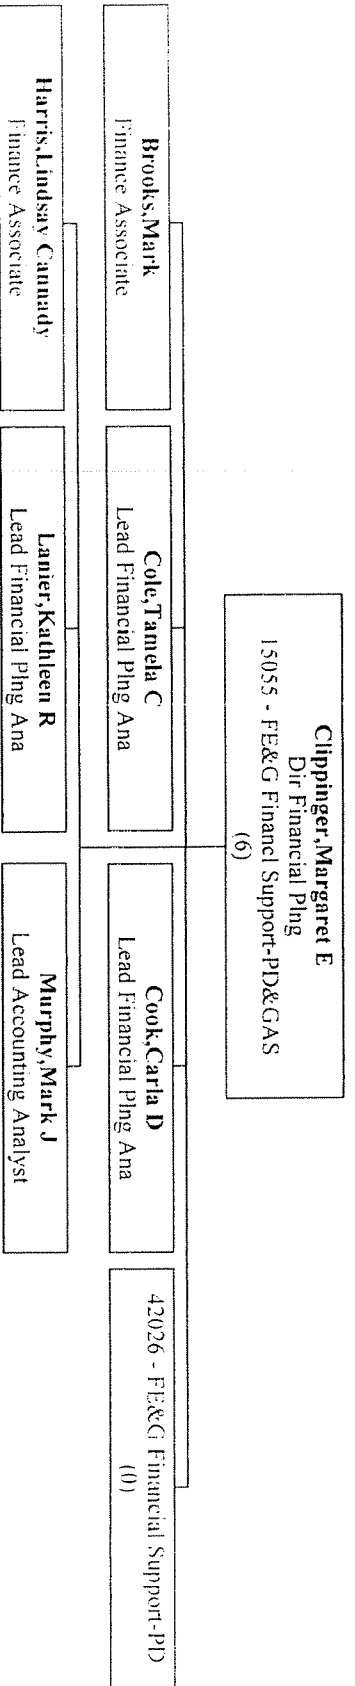 Clippinger,Margaret E
Dir Financial Plng
15055 - FE&G Financl Support-PD&GAS
(6)
Brooks,Mark
Finance Associate
Cole,Tamela C
Lead Financial Plng Ana
Cook,Carla D
Lead Financial Plng Ana
42026 - FE&G Financial Support-PD
(0)
Harris,Lindsay Cannady
Finance Associate
Lanier,Kathleen R
Lead Financial Plng Ana
Murphy,Mark J
Lead Accounting Analyst